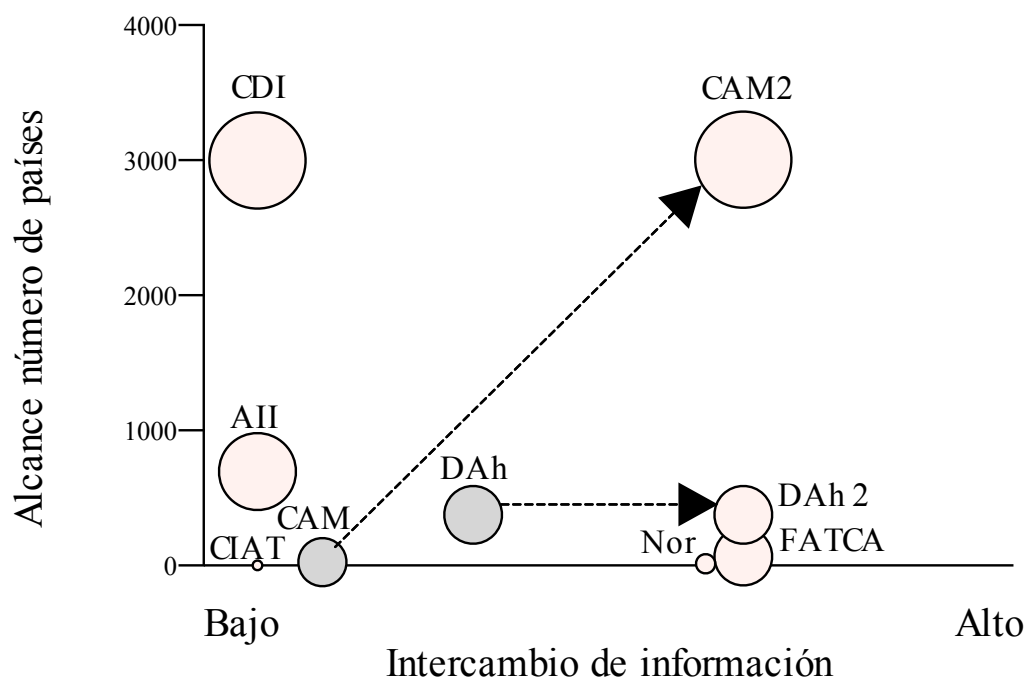 4000
CDI
CAM2
3000
Alcance número de países
2000
1000
AII
DAh
DAh 2
CAM
Nor
FATCA
CIAT
0
Bajo
Alto
Intercambio de información